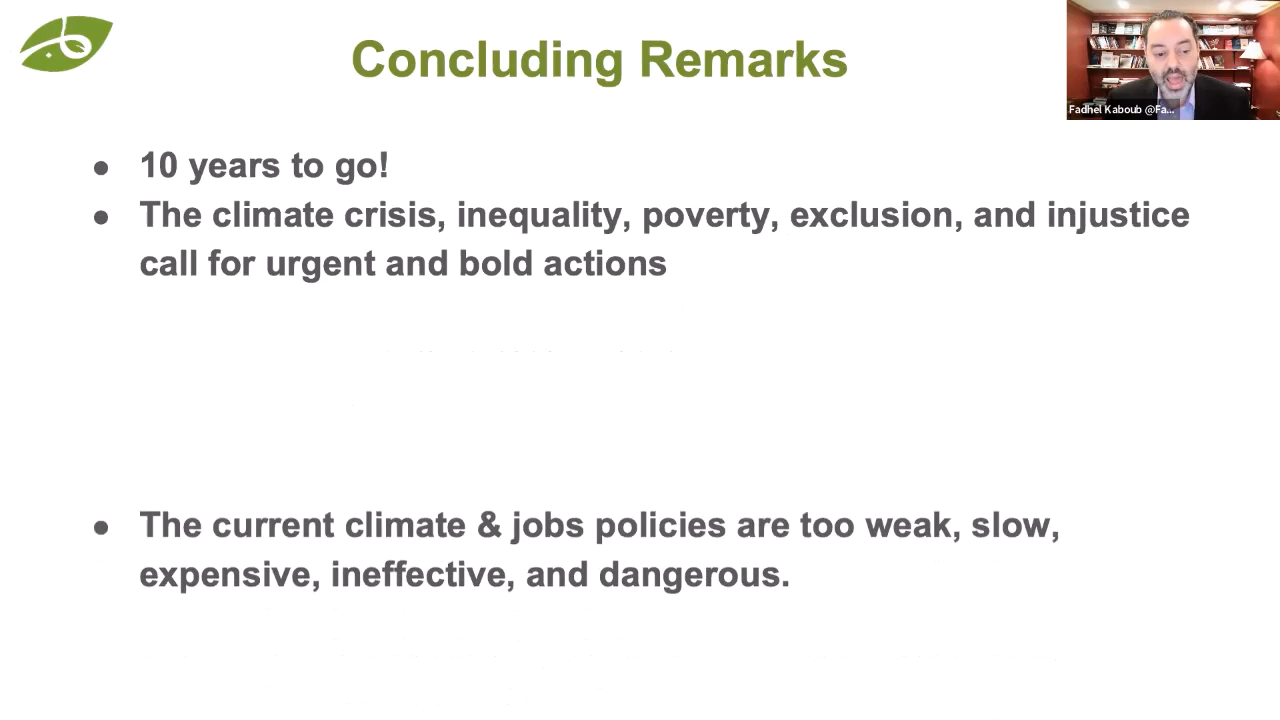 Concluding Remarks
Fadhel Kaboub @Fa...
● 10 years to go!
● The climate crisis, inequality, poverty, exclusion, and injustice
call for urgent and bold actions
● The current climate & jobs policies are too weak, slow,
expensive, ineffective, and dangerous.